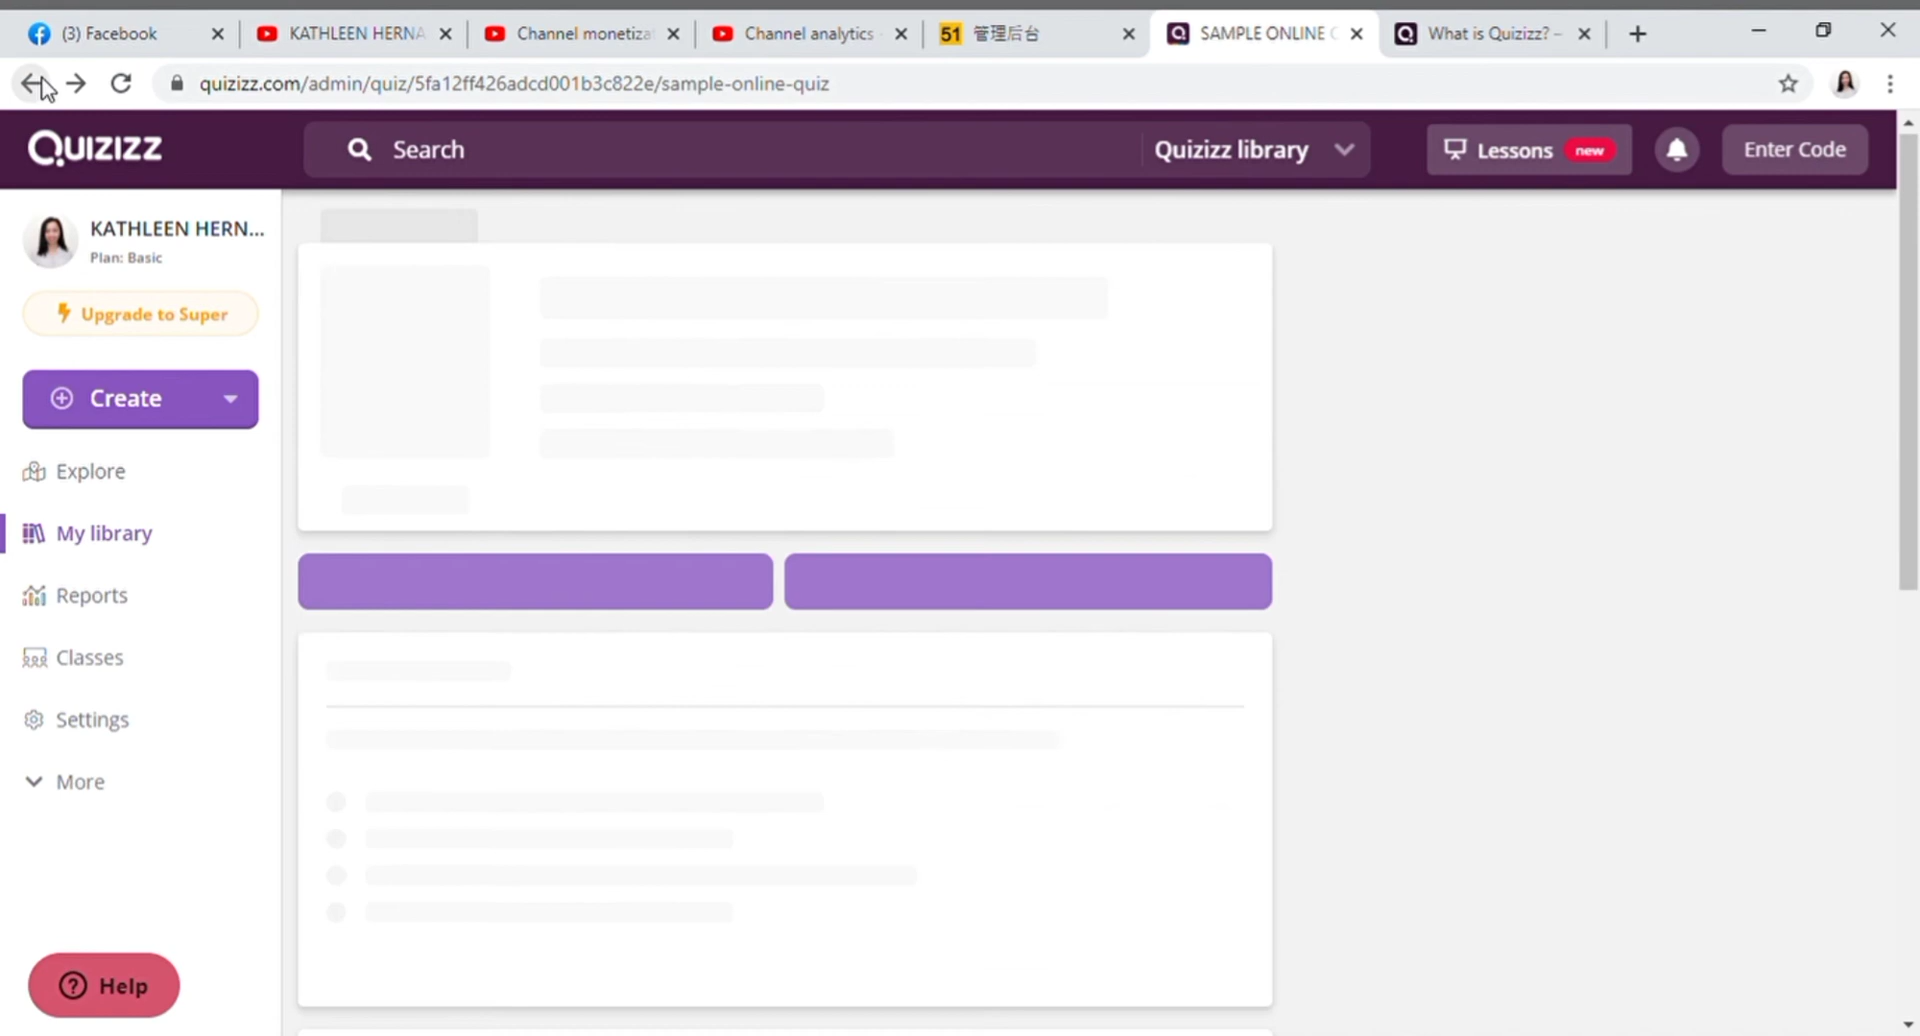 (3) Facebook
KATHLEEN HERNA
Channel monetiza
Channel analytics
51 管理后台
SAMPLE ONLINE
What is Quizizz? –
quizizz.com/admin/quiz/5fa12ff426adcd001b3c822e/sample-online-quiz
QUIZIZZ
Search
Quizizz library
Lessons new
Enter Code
KATHLEEN HERN...
Plan: Basic
Upgrade to Super
Create
Explore
My library
Reports
Classes
Settings
More
Help